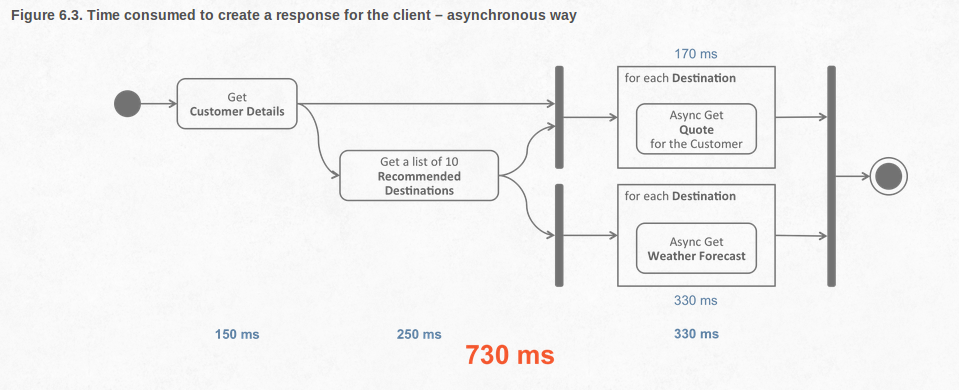 Figure 6.3. Time consumed to create a response for the client – asynchronous way
170 ms
for each Destination
Get
Customer Details
Async Get
Quote
for the Customer
Get a list of 10
Recommended
Destinations
for each Destination
Async Get
Weather Forecast
330 ms
150 ms
250 ms
330 ms
730 ms